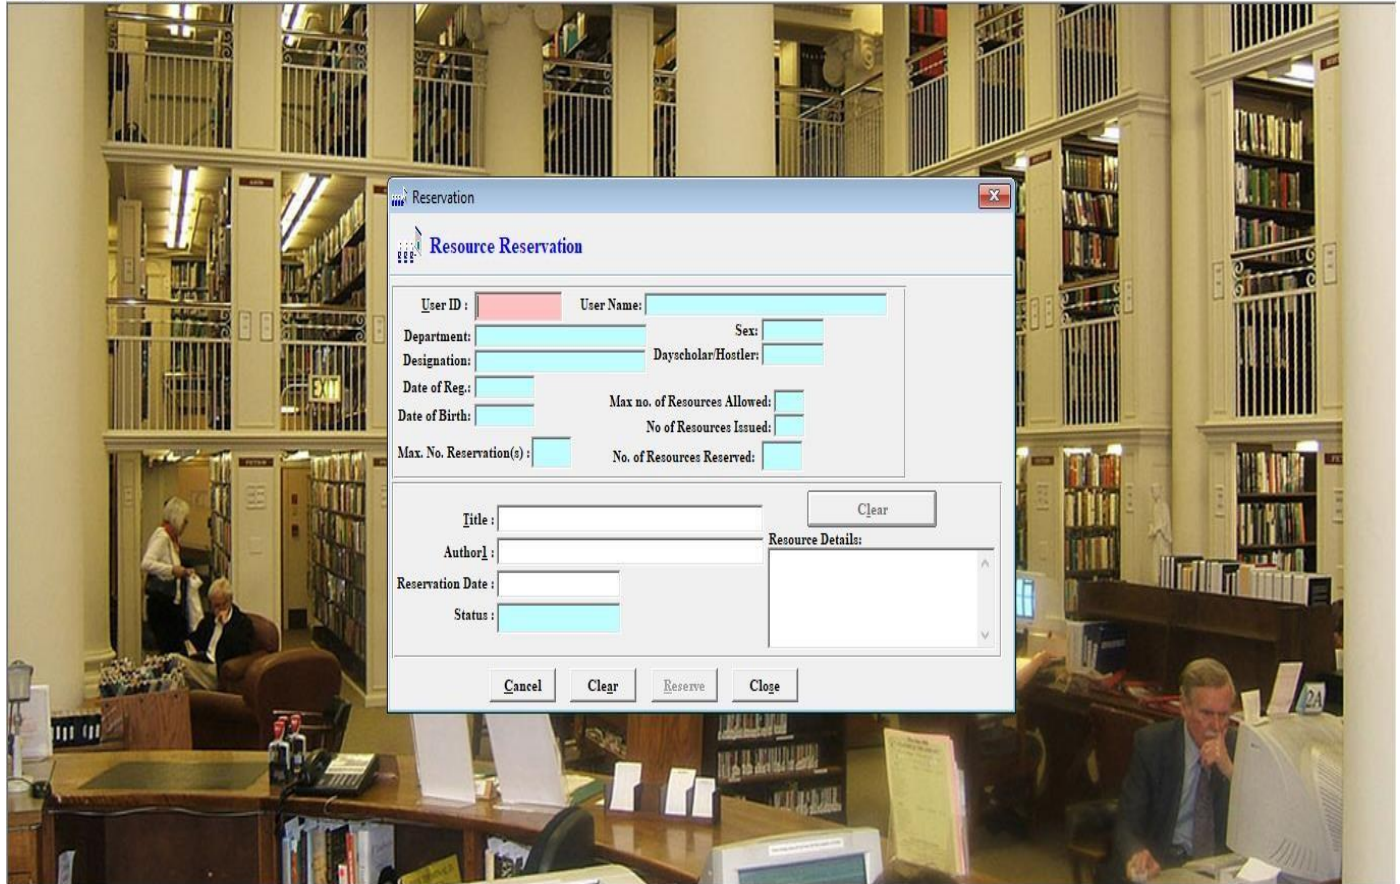 Reservation
Resource Reservation
User ID : User Name:
Department: Sex:
Designation: Dayscholar/Hostler:
Date of Reg.:
Max no. of Resources Allowed:
Date of Birth:
No of Resources Issued:
Max. No. Reservation(s) : No. of Resources Reserved:
Clear
Title :
Resource Details:
Author1 :
Reservation Date :
Status :
Cancel Clear Reserve Close
EXIT
2A